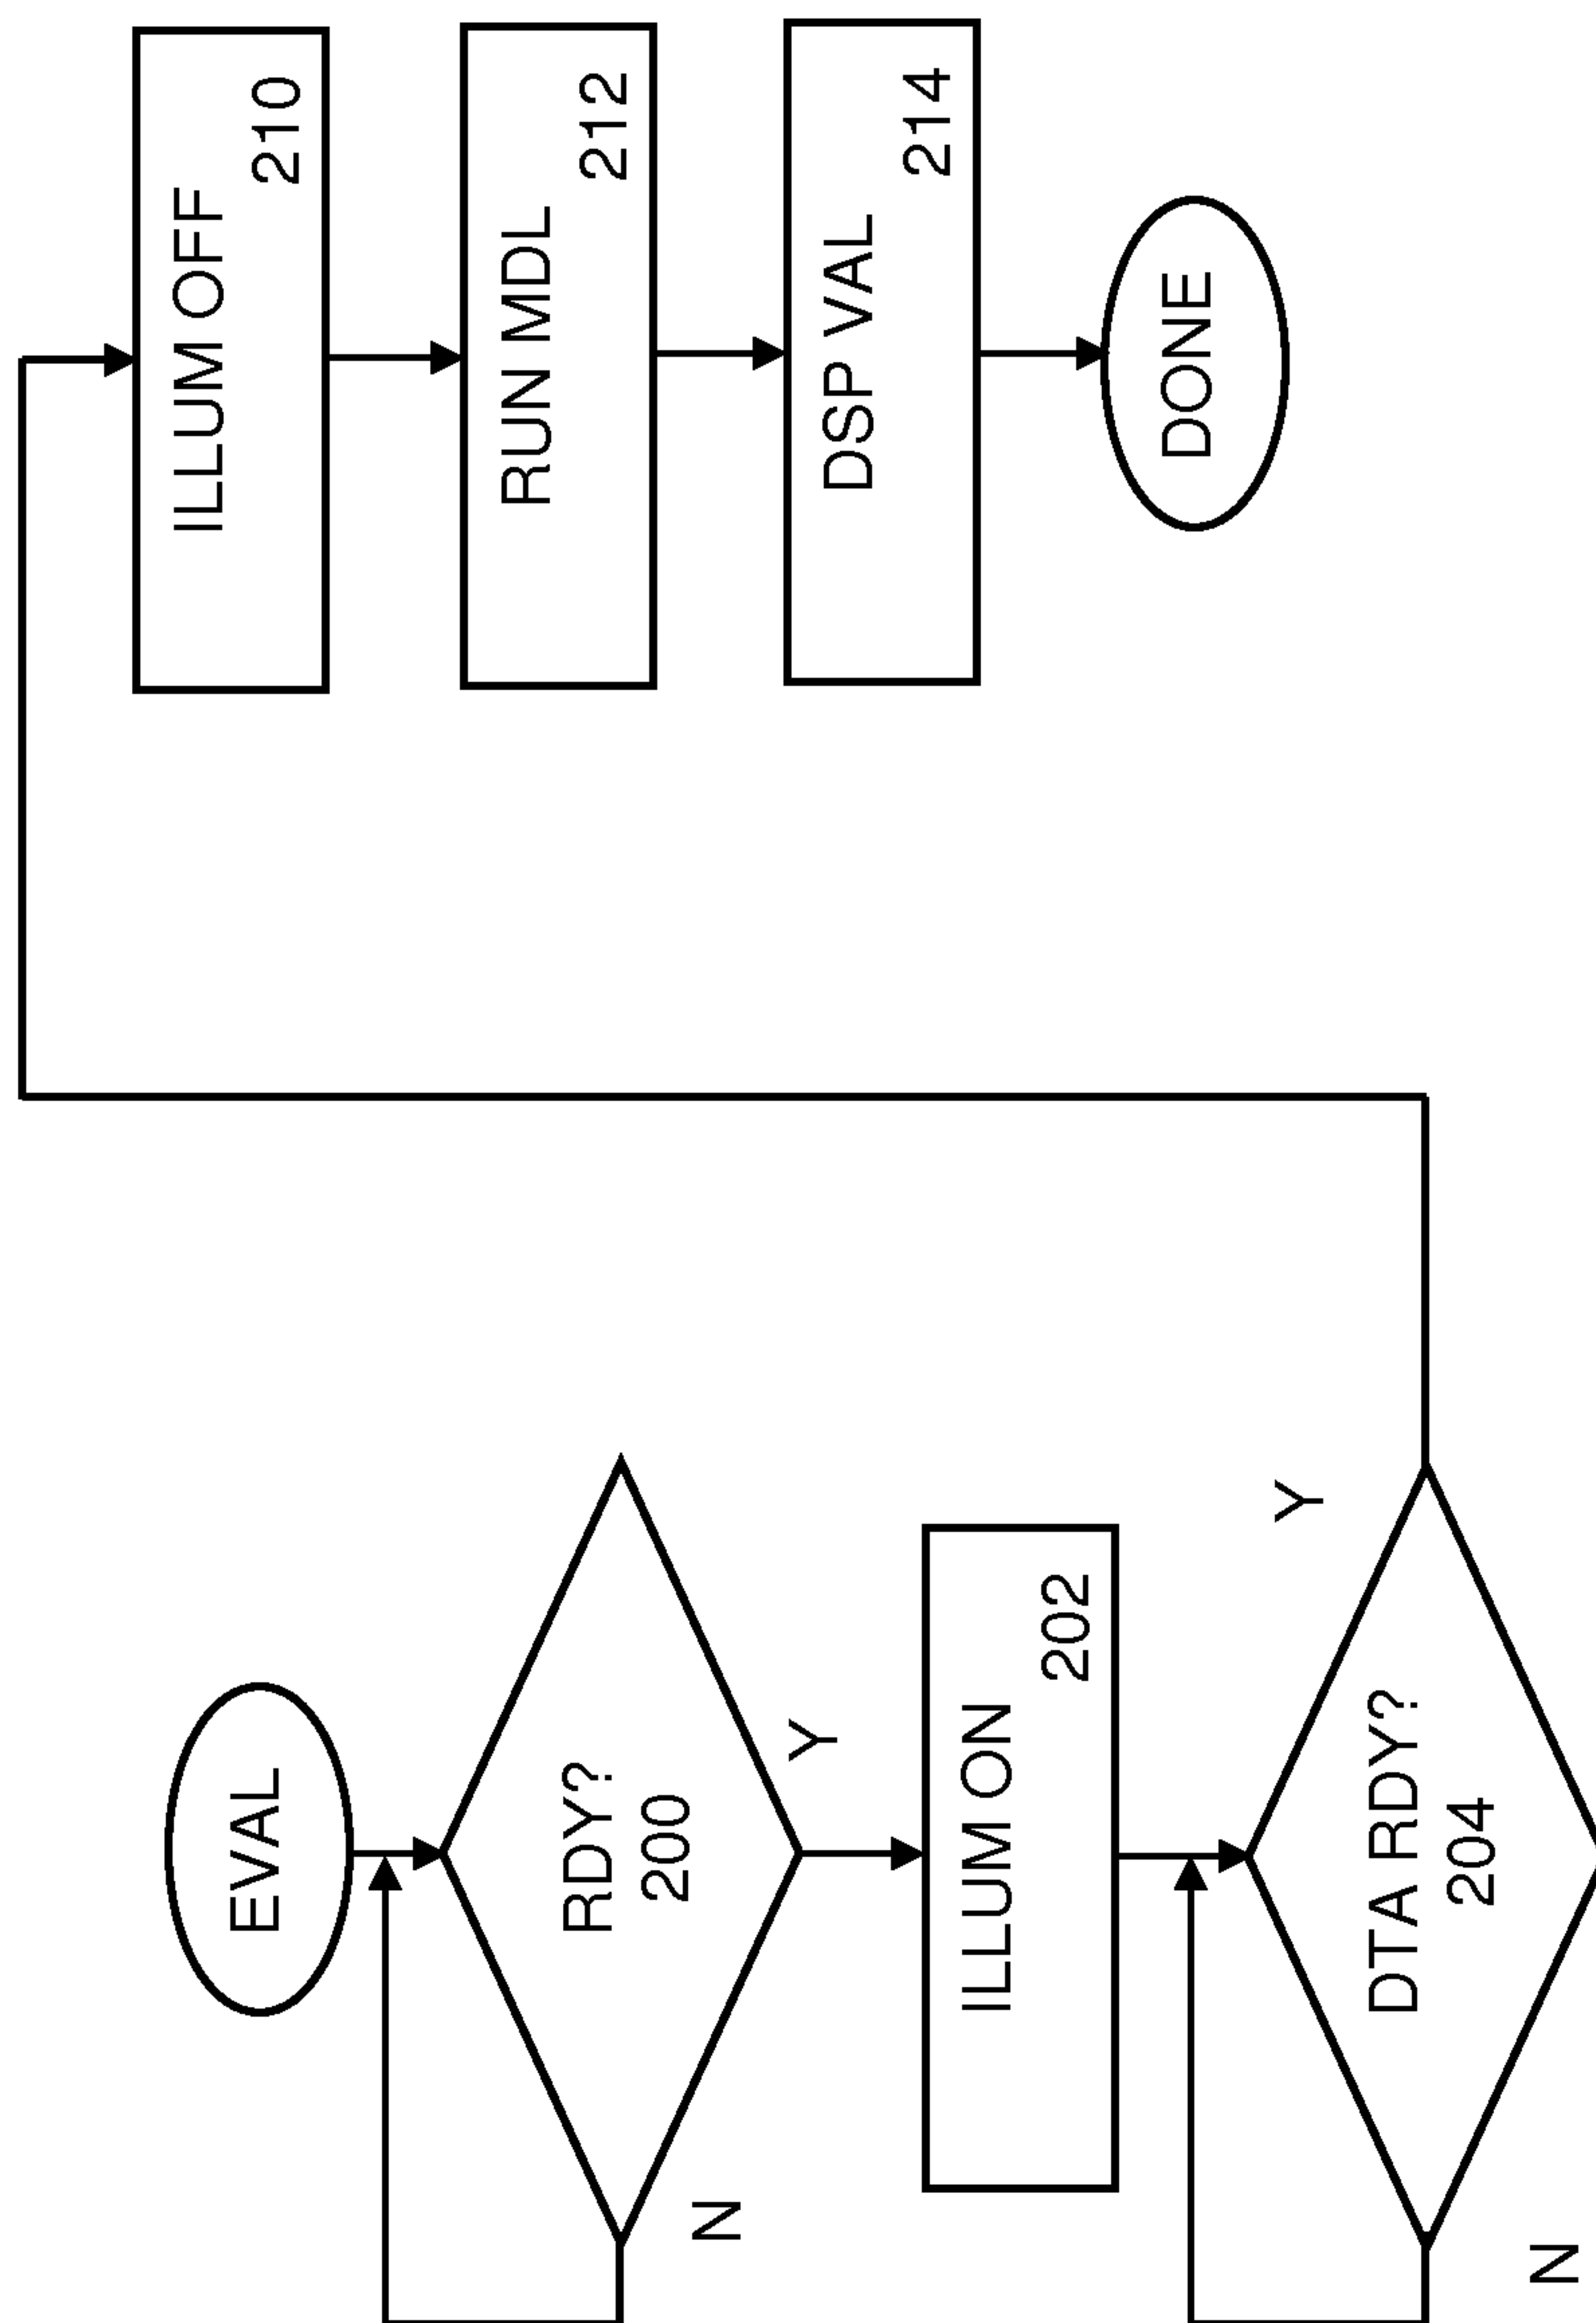 EVAL
RDY?
200
N
Y
ILLUM ON
202
DTA RDY?
204
N
Y
ILLUM OFF
210
RUN MDL
212
DSP VAL
214
DONE